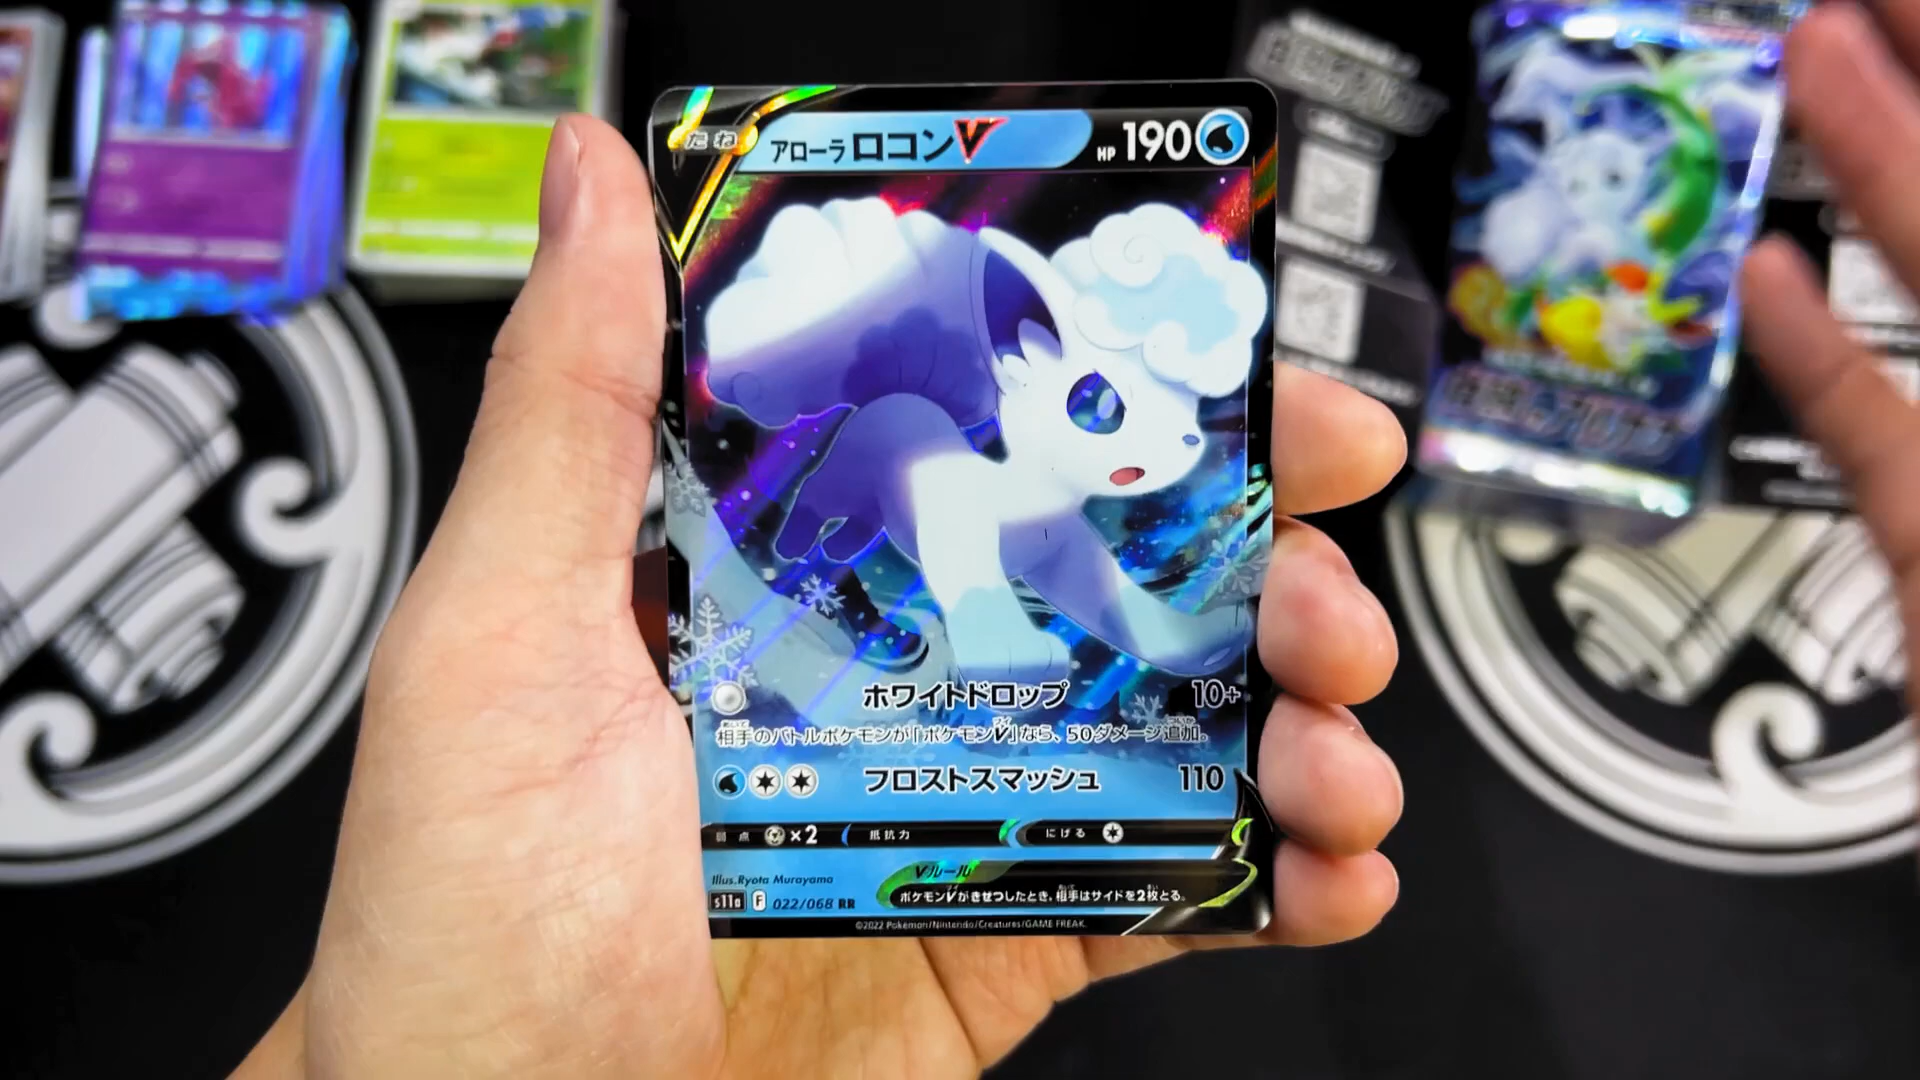 たね
アローラ ロコンV HP 190
ホワイトドロップ 10+
相手のバトルポケモンが「ポケモンV」なら、50ダメージ追加。
フロストスマッシュ 110
弱点 ×2 抵抗力 にげる
Vルール
ポケモンVがきぜつしたとき、相手はサイドを2枚とる。
Illus.Ryota Murayama
s11a F 022/068 RR
©2022 Pokémon/Nintendo/Creatures/GAME FREAK.